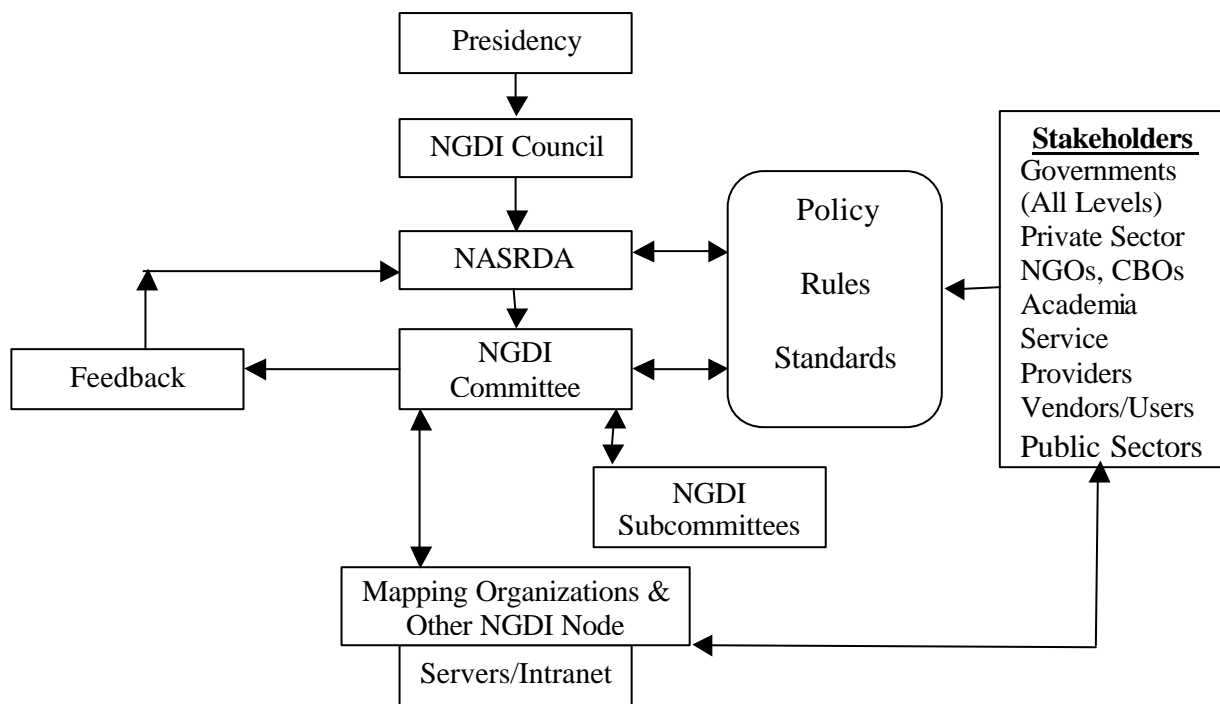 Presidency
NGDI Council
NASRDA
NGDI
Committee
Feedback
Policy
Rules
Standards
Stakeholders
Governments
(All Levels)
Private Sector
NGOs, CBOs
Academia
Service
Providers
Vendors/Users
Public Sectors
NGDI
Subcommittees
Mapping Organizations &
Other NGDI Node
Servers/Intranet